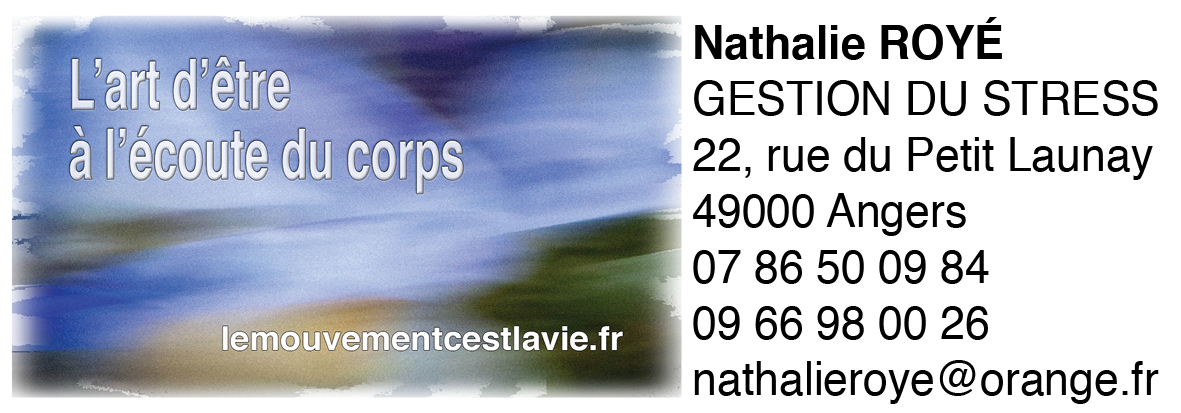 L'art d'être
à l'écoute du corps
lemouvementcestlavie.fr
Nathalie ROYÉ
GESTION DU STRESS
22, rue du Petit Launay
49000 Angers
07 86 50 09 84
09 66 98 00 26
nathalieroye@orange.fr